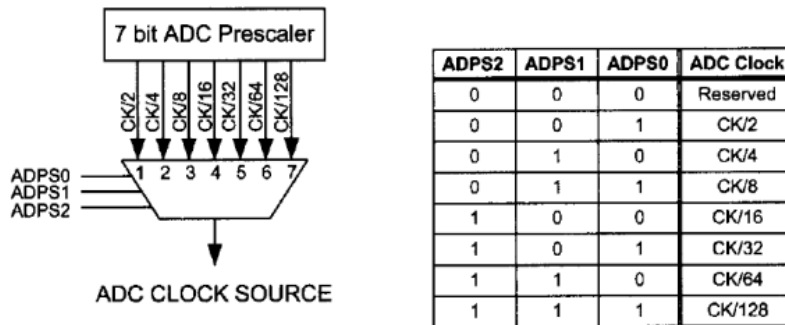 7 bit ADC Prescaler
CK/2 CK/4 CK/8 CK/16 CK/32 CK/64 CK/128
1 2 3 4 5 6 7
ADPS0
ADPS1
ADPS2
ADC CLOCK SOURCE
ADPS2 ADPS1 ADPS0 ADC Clock
0 0 0 Reserved
0 0 1 CK/2
0 1 0 CK/4
0 1 1 CK/8
1 0 0 CK/16
1 0 1 CK/32
1 1 0 CK/64
1 1 1 CK/128